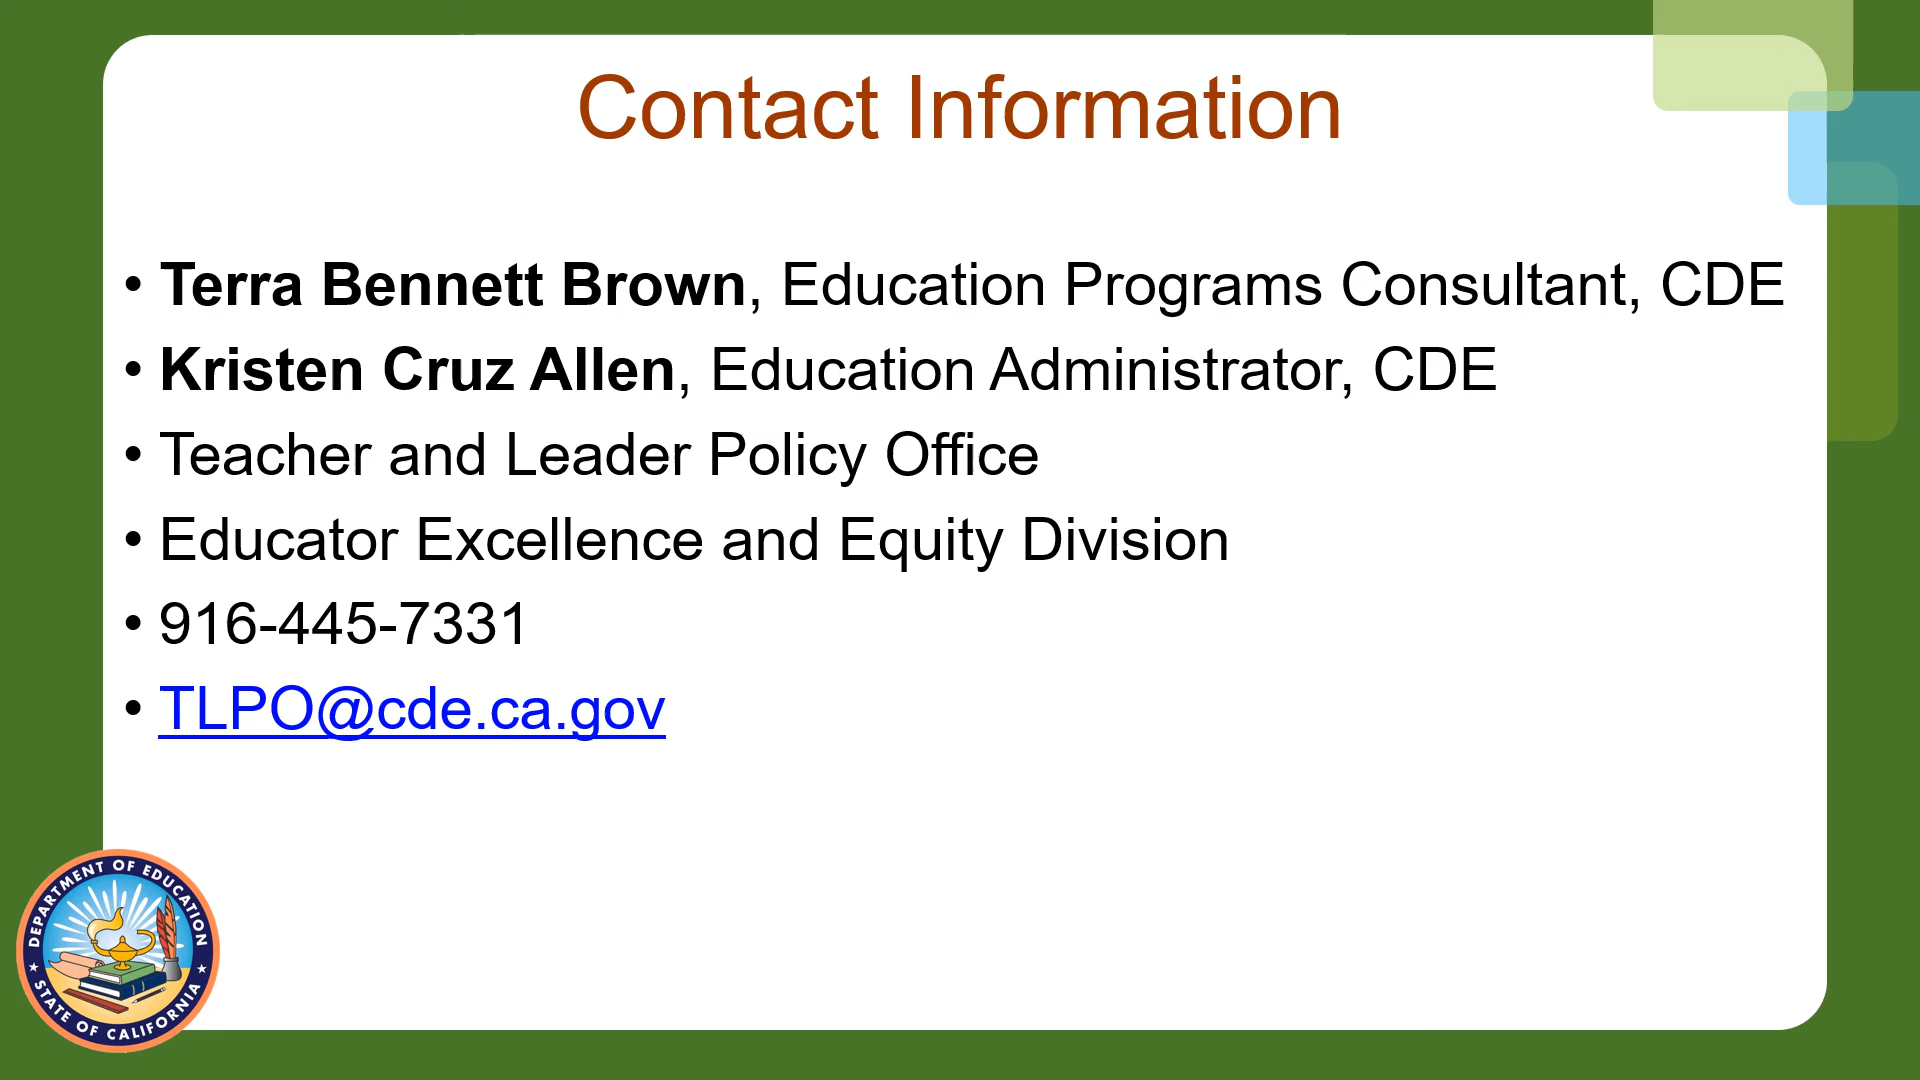 Contact Information
• Terra Bennett Brown, Education Programs Consultant, CDE
• Kristen Cruz Allen, Education Administrator, CDE
• Teacher and Leader Policy Office
• Educator Excellence and Equity Division
• 916-445-7331
• TLPO@cde.ca.gov
DEPARTMENT OF EDUCATION
STATE OF CALIFORNIA